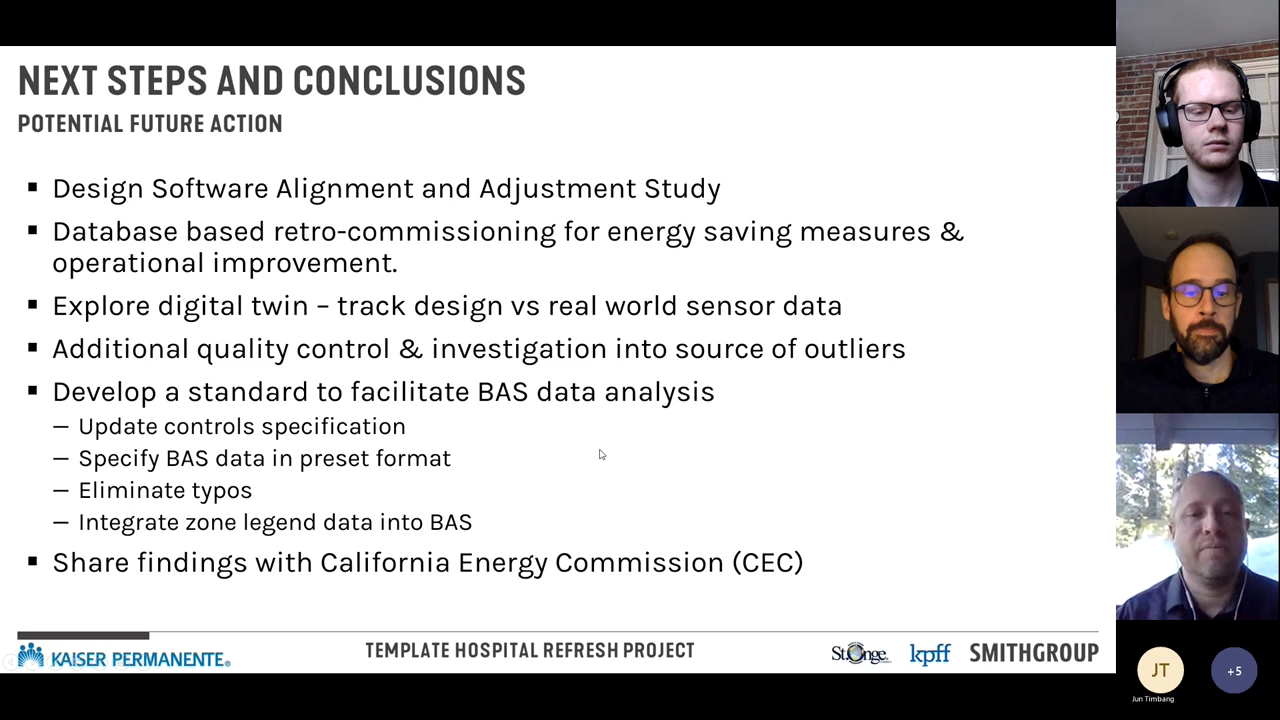 NEXT STEPS AND CONCLUSIONS
POTENTIAL FUTURE ACTION
▪ Design Software Alignment and Adjustment Study
▪ Database based retro-commissioning for energy saving measures &
operational improvement.
▪ Explore digital twin – track design vs real world sensor data
▪ Additional quality control & investigation into source of outliers
▪ Develop a standard to facilitate BAS data analysis
– Update controls specification
– Specify BAS data in preset format
– Eliminate typos
– Integrate zone legend data into BAS
▪ Share findings with California Energy Commission (CEC)
KAISER PERMANENTE®
TEMPLATE HOSPITAL REFRESH PROJECT
St.Onge
kpff
SMITHGROUP
JT
+5
Jun Timbang